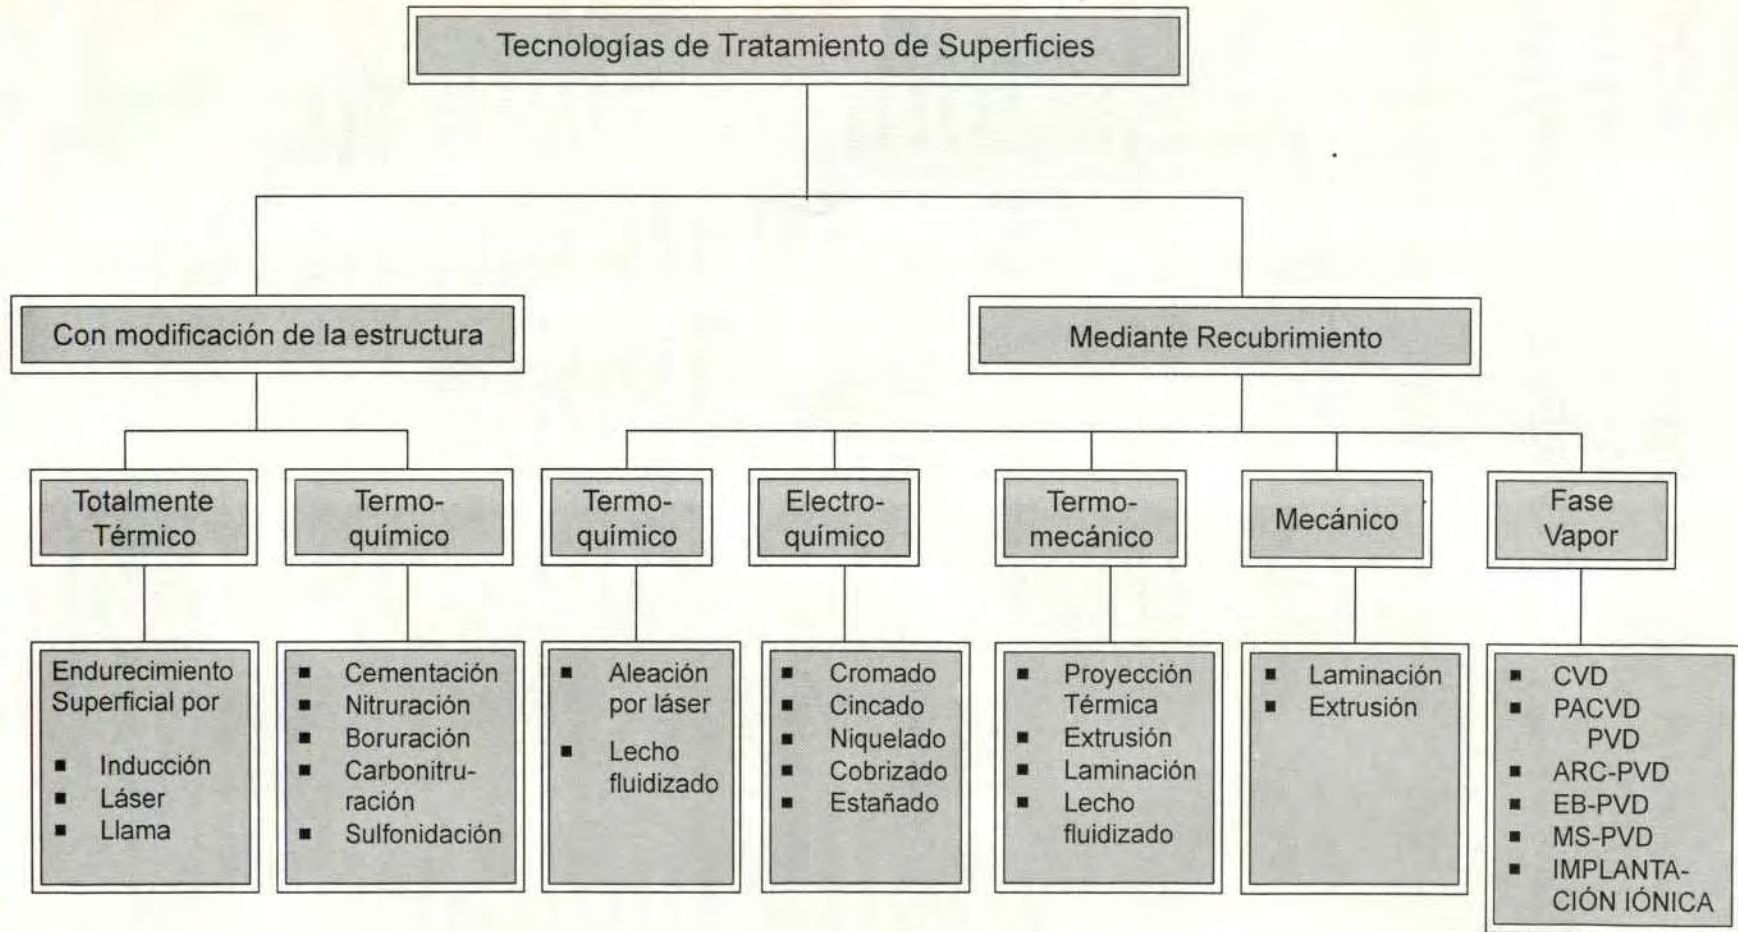 Tecnologías de Tratamiento de Superficies
Con modificación de la estructura
Mediante Recubrimiento
Totalmente
Térmico
Termo-
químico
Termo-
químico
Electro-
químico
Termo-
mecánico
Mecánico
Fase
Vapor
Endurecimiento
Superficial por
▪ Inducción
▪ Láser
▪ Llama
▪ Cementación
▪ Nitruración
▪ Boruración
▪ Carbonitru-
ración
▪ Sulfonidación
▪ Aleación
por láser
▪ Lecho
fluidizado
▪ Cromado
▪ Cincado
▪ Niquelado
▪ Cobrizado
▪ Estañado
▪ Proyección
Térmica
▪ Extrusión
▪ Laminación
▪ Lecho
fluidizado
▪ Laminación
▪ Extrusión
▪ CVD
▪ PACVD
PVD
▪ ARC-PVD
▪ EB-PVD
▪ MS-PVD
▪ IMPLANTA-
CIÓN IÓNICA